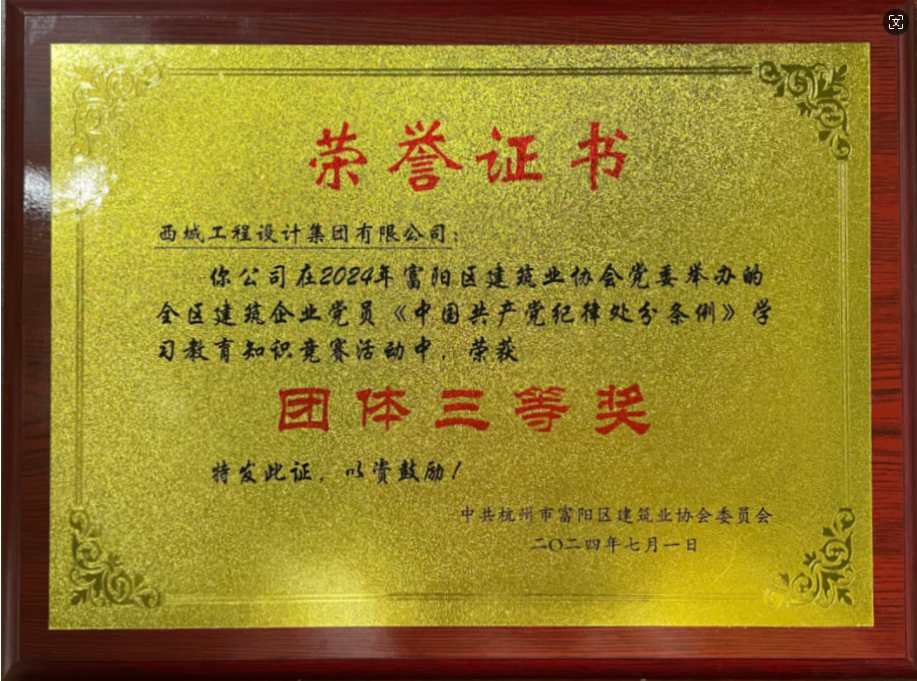 荣誉证书
西城工程设计集团有限公司：
你公司在2024年富阳区建筑业协会党委举办的
全区建筑企业党员《中国共产党纪律处分条例》学
习教育知识竞赛活动中，荣获
团体三等奖
特发此证，以资鼓励！
中共杭州市富阳区建筑业协会委员会
二〇二四年七月一日